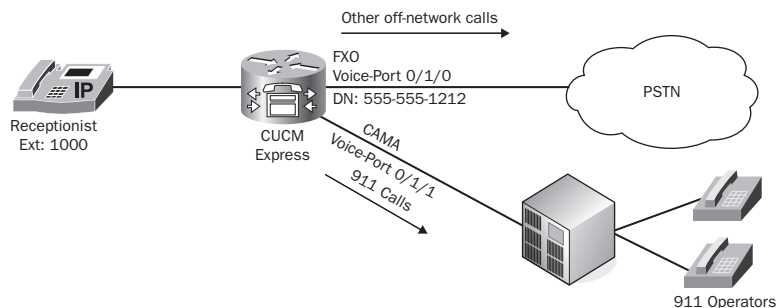 Other off-network calls
FXO
Voice-Port 0/1/0
DN: 555-555-1212
PSTN
IP
Receptionist
Ext: 1000
CUCM
Express
CAMA
Voice-Port 0/1/1
911 Calls
911 Operators